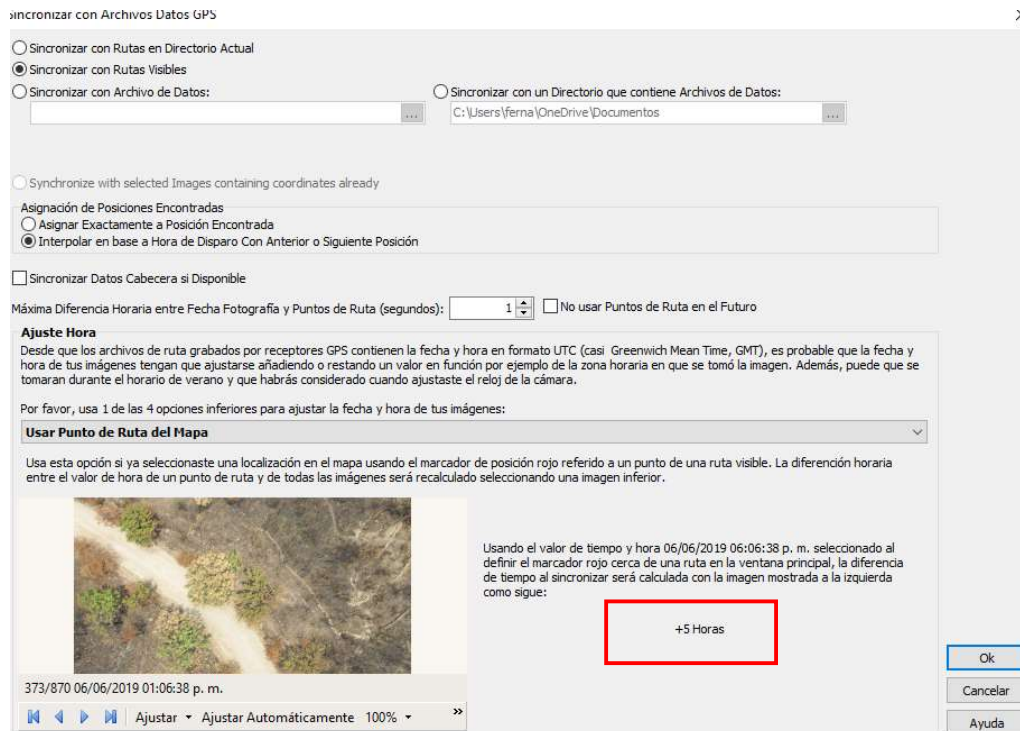 Sincronizar con Archivos Datos GPS
Sincronizar con Rutas en Directorio Actual
Sincronizar con Rutas Visibles
Sincronizar con Archivo de Datos:
Sincronizar con un Directorio que contiene Archivos de Datos:
...
C:\Users\ferna\OneDrive\Documentos
...
Synchronize with selected Images containing coordinates already
Asignación de Posiciones Encontradas
Asignar Exactamente a Posición Encontrada
Interpolar en base a Hora de Disparo Con Anterior o Siguiente Posición
Sincronizar Datos Cabecera si Disponible
Máxima Diferencia Horaria entre Fecha Fotografía y Puntos de Ruta (segundos): 1 No usar Puntos de Ruta en el Futuro
Ajuste Hora
Desde que los archivos de ruta grabados por receptores GPS contienen la fecha y hora en formato UTC (casi Greenwich Mean Time, GMT), es probable que la fecha y
hora de tus imágenes tengan que ajustarse añadiendo o restando un valor en función por ejemplo de la zona horaria en que se tomó la imagen. Además, puede que se
tomaran durante el horario de verano y que habrás considerado cuando ajustaste el reloj de la cámara.
Por favor, usa 1 de las 4 opciones inferiores para ajustar la fecha y hora de tus imágenes:
Usar Punto de Ruta del Mapa
Usa esta opción si ya seleccionaste una localización en el mapa usando el marcador de posición rojo referido a un punto de una ruta visible. La diferención horaria
entre el valor de hora de un punto de ruta y de todas las imágenes será recalculado seleccionando una imagen inferior.
Usando el valor de tiempo y hora 06/06/2019 06:06:38 p. m. seleccionado al
definir el marcador rojo cerca de una ruta en la ventana principal, la diferencia
de tiempo al sincronizar será calculada con la imagen mostrada a la izquierda
como sigue:
+5 Horas
373/870 06/06/2019 01:06:38 p. m.
Ajustar Ajustar Automáticamente 100% »
Ok
Cancelar
Ayuda